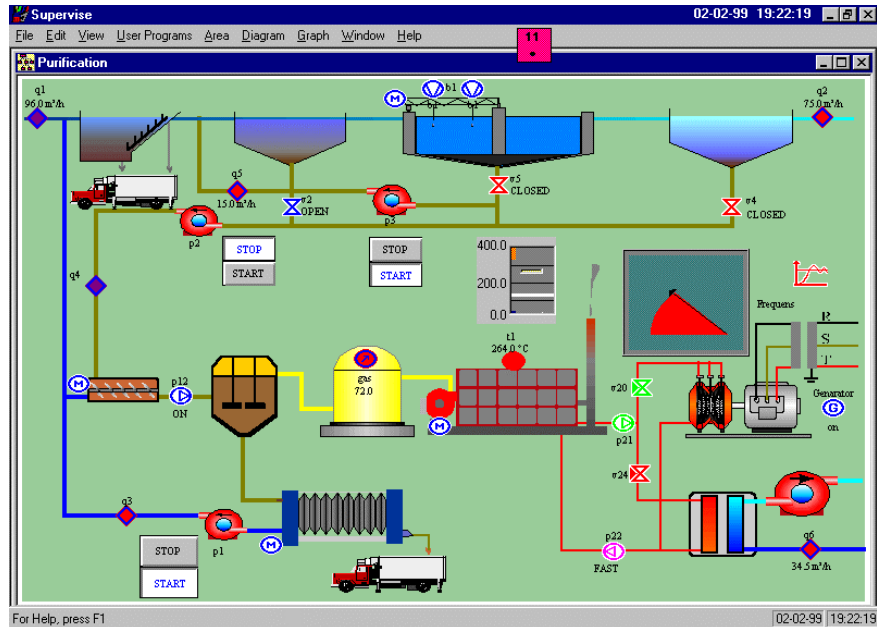 Supervise
02-02-99 19:22:19
File Edit View User Programs Area Diagram Graph Window Help
11
Purification
q1
96.0 m³/h
M
b1
q2
75.0 m³/h
q5
15.0 m³/h
v2
OPEN
p3
v5
CLOSED
v4
CLOSED
p2
STOP
START
STOP
START
400.0
200.0
0.0
q4
t1
264.0 °C
Frequens
R
S
T
M
p12
ON
gas
72.0
M
v20
p21
Generator
G
on
v24
q3
p1
M
p22
FAST
q6
34.5 m³/h
STOP
START
For Help, press F1
02-02-99 19:22:19